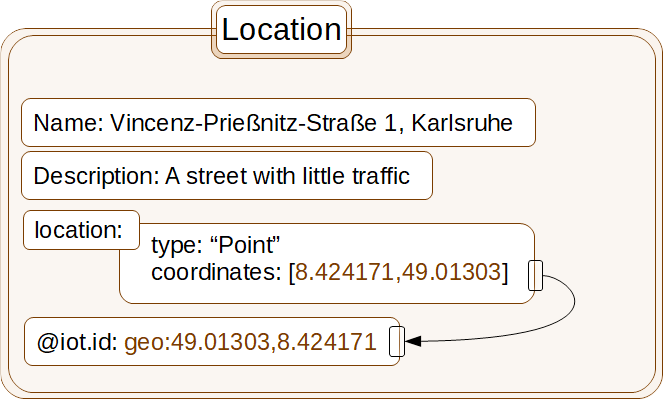 Location
Name: Vincenz-Prießnitz-Straße 1, Karlsruhe
Description: A street with little traffic
location:
type: “Point”
coordinates: [8.424171,49.01303]
@iot.id: geo:49.01303,8.424171